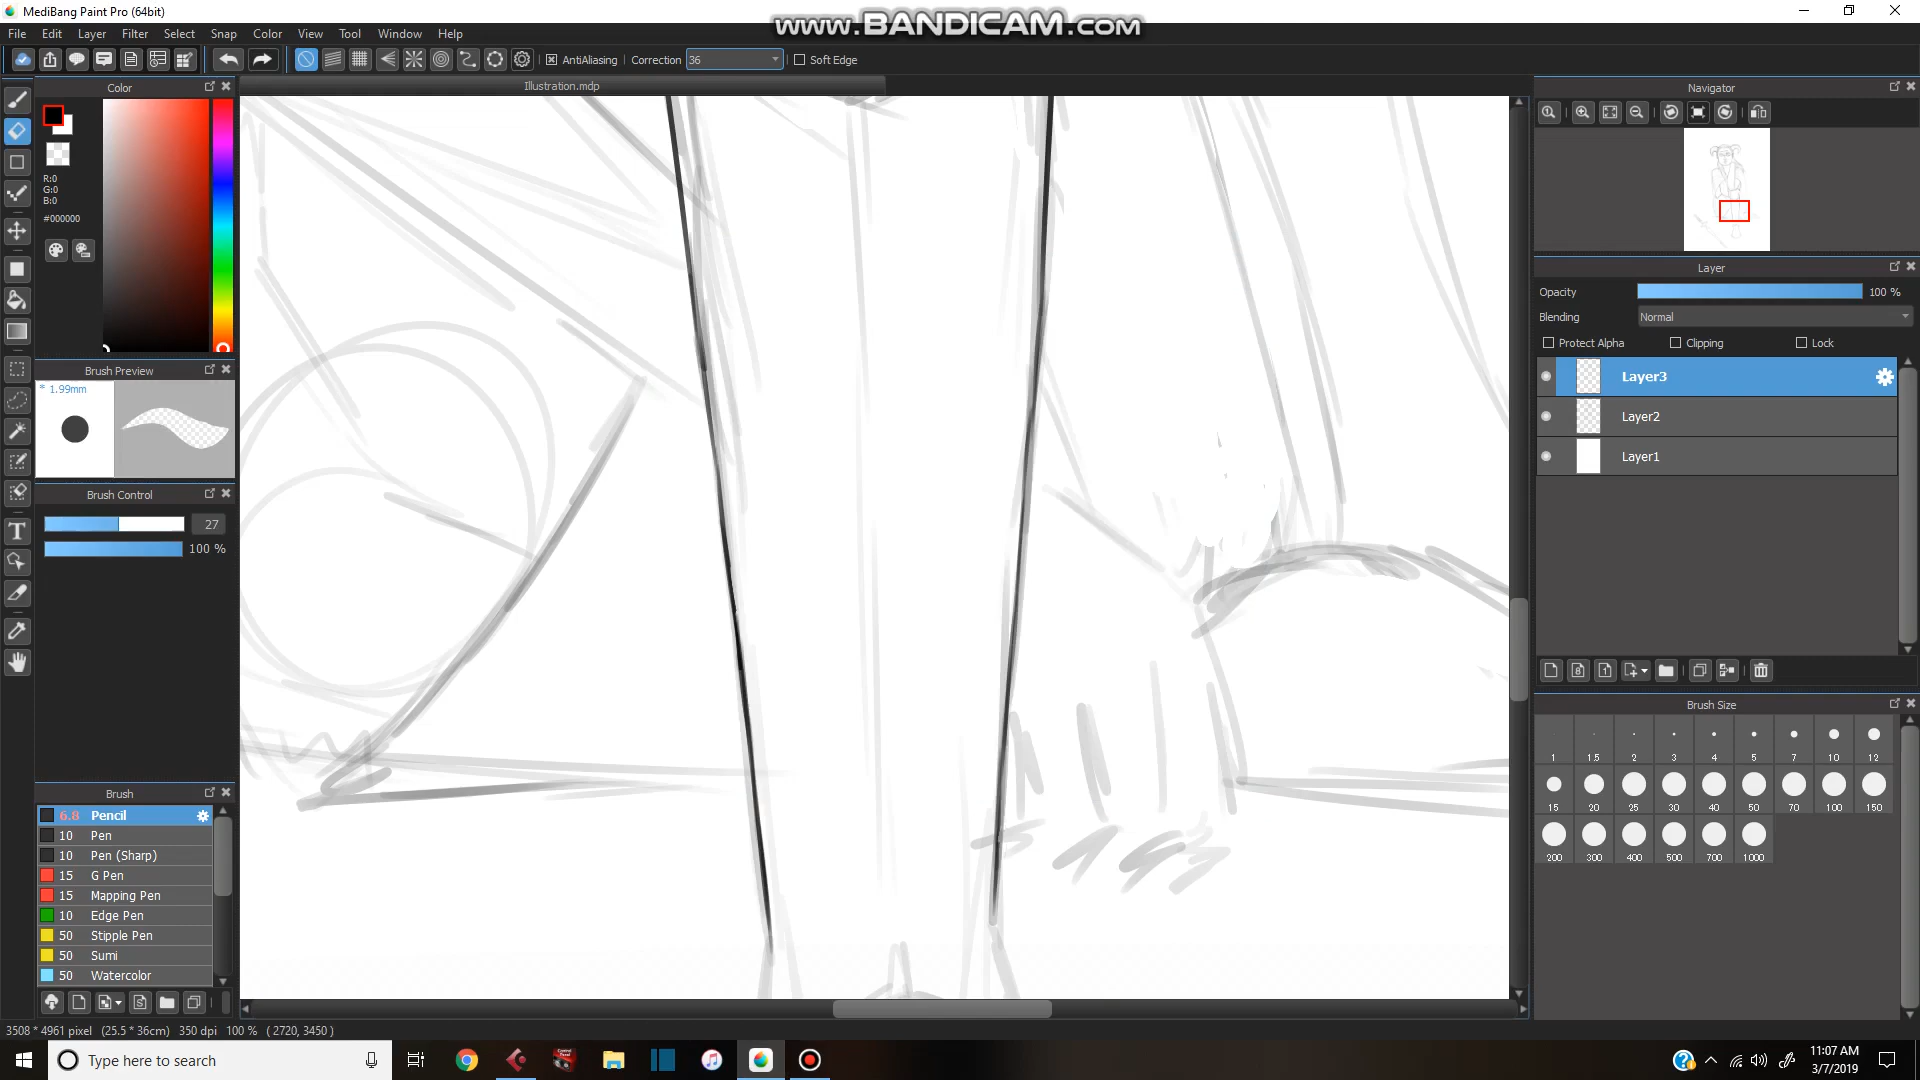 MediBang Paint Pro (64bit)
www.BANDICAM.com
File Edit Layer Filter Select Snap Color View Tool Window Help
AntiAliasing Correction 36 Soft Edge
Color
Illustration.mdp
Navigator
R:0
G:0
B:0
#000000
Layer
Opacity 100 %
Blending Normal
Protect Alpha Clipping Lock
Brush Preview
* 1.99mm
Layer3
Layer2
Layer1
Brush Control
27
100 %
Brush Size
1 1.5 2 3 4 5 7 10 12
15 20 25 30 40 50 70 100 150
200 300 400 500 700 1000
Brush
6.8 Pencil
10 Pen
10 Pen (Sharp)
15 G Pen
15 Mapping Pen
10 Edge Pen
50 Stipple Pen
50 Sumi
50 Watercolor
3508 * 4961 pixel (25.5 * 36cm) 350 dpi 100 % ( 2720, 3450 )
Type here to search
11:07 AM
3/7/2019